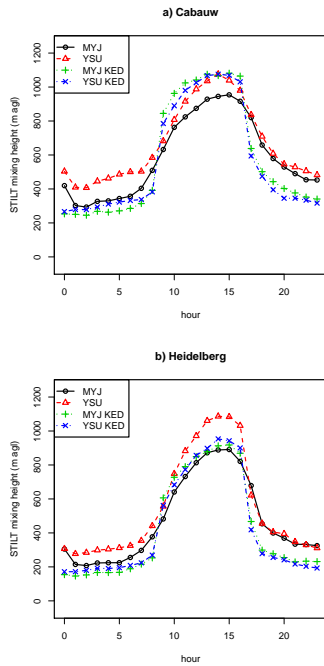 a) Cabauw
MYJ
YSU
MYJ KED
YSU KED
STILT mixing height (m agl)
0 200 400 600 800 1000 1200
0 5 10 15 20
hour
b) Heidelberg
MYJ
YSU
MYJ KED
YSU KED
STILT mixing height (m agl)
0 200 400 600 800 1000 1200
0 5 10 15 20
hour